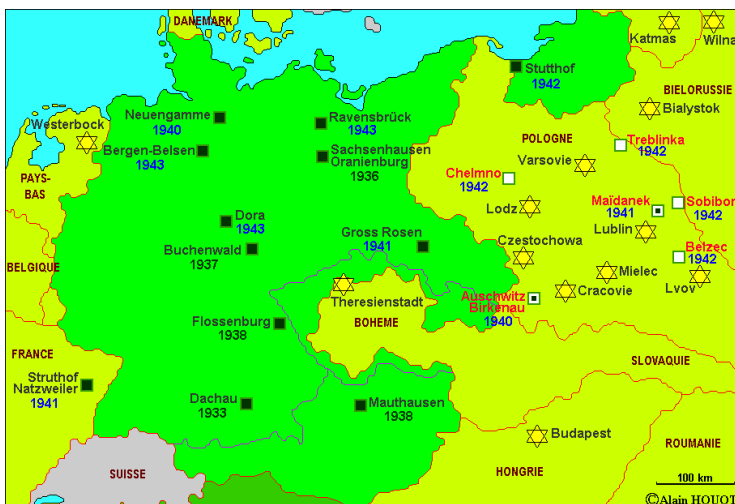 DANEMARK
Katmas
Wilna
Stutthof
1942
BIELORUSSIE
Bialystok
Neuengamme
1940
Ravensbrück
1943
Westerbock
Bergen-Belsen
1943
Sachsenhausen
Oranienburg
1936
POLOGNE
Treblinka
1942
Varsovie
PAYS-
BAS
Chelmno
1942
Maïdanek
1941
Sobibor
1942
Lodz
Lublin
Dora
1943
Gross Rosen
1941
Czestochowa
Belzec
1942
Buchenwald
1937
BELGIQUE
Mielec
Lvov
Cracovie
Theresienstadt
Auschwitz
Birkenau
1940
Flossenburg
1938
BOHEME
FRANCE
SLOVAQUIE
Struthof
Natzweiler
1941
Dachau
1933
Mauthausen
1938
Budapest
ROUMANIE
SUISSE
HONGRIE
100 km
©Alain HOUOT